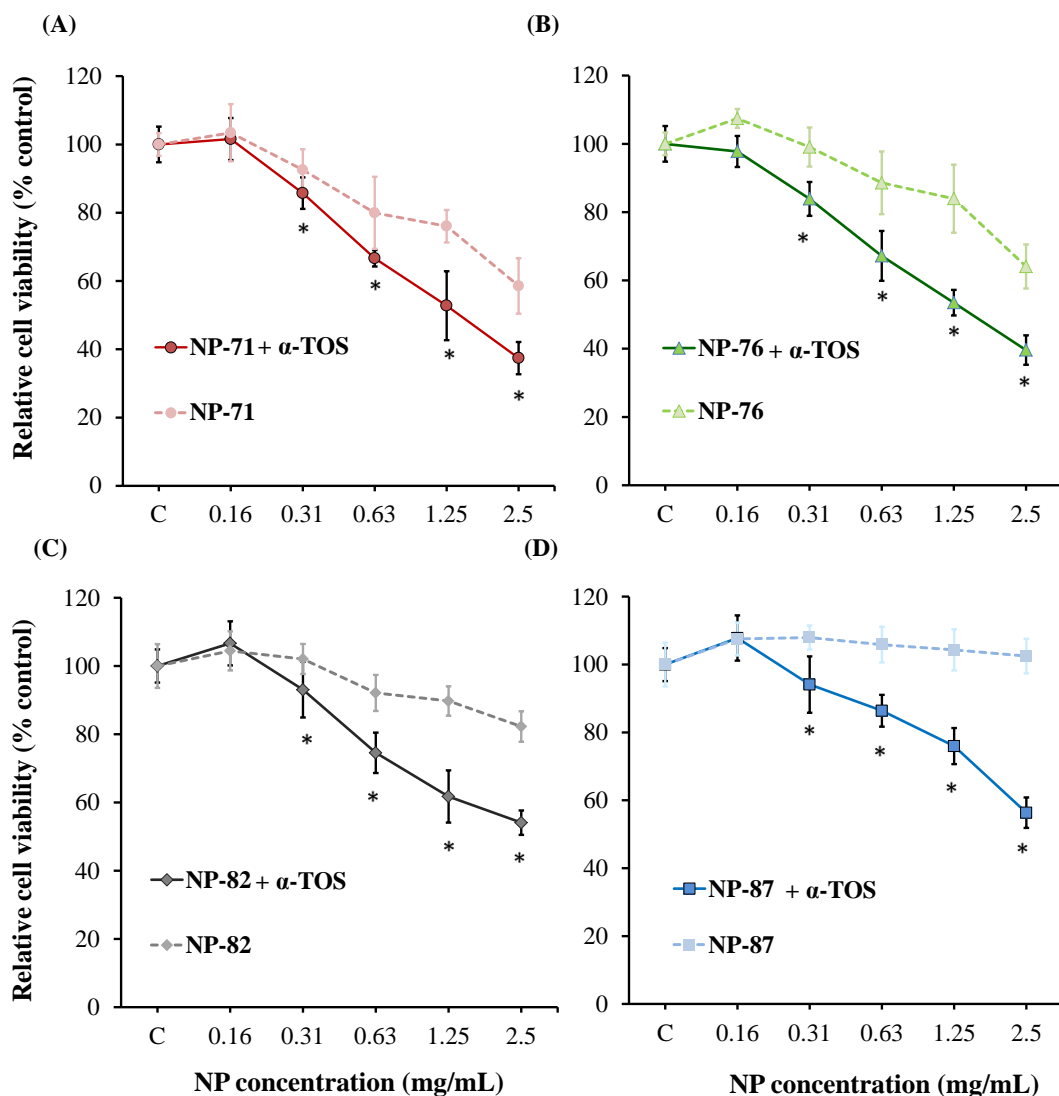 (A)
Relative cell viability (% control)
120
100
80
60
40
20
0
*
*
*
*
NP-71 + α-TOS
NP-71
C 0.16 0.31 0.63 1.25 2.5
(B)
120
100
80
60
40
20
0
*
*
*
*
NP-76 + α-TOS
NP-76
C 0.16 0.31 0.63 1.25 2.5
(C)
Relative cell viability (% control)
120
100
80
60
40
20
0
*
*
*
*
NP-82 + α-TOS
NP-82
C 0.16 0.31 0.63 1.25 2.5
NP concentration (mg/mL)
(D)
120
100
80
60
40
20
0
*
*
*
*
NP-87 + α-TOS
NP-87
C 0.16 0.31 0.63 1.25 2.5
NP concentration (mg/mL)